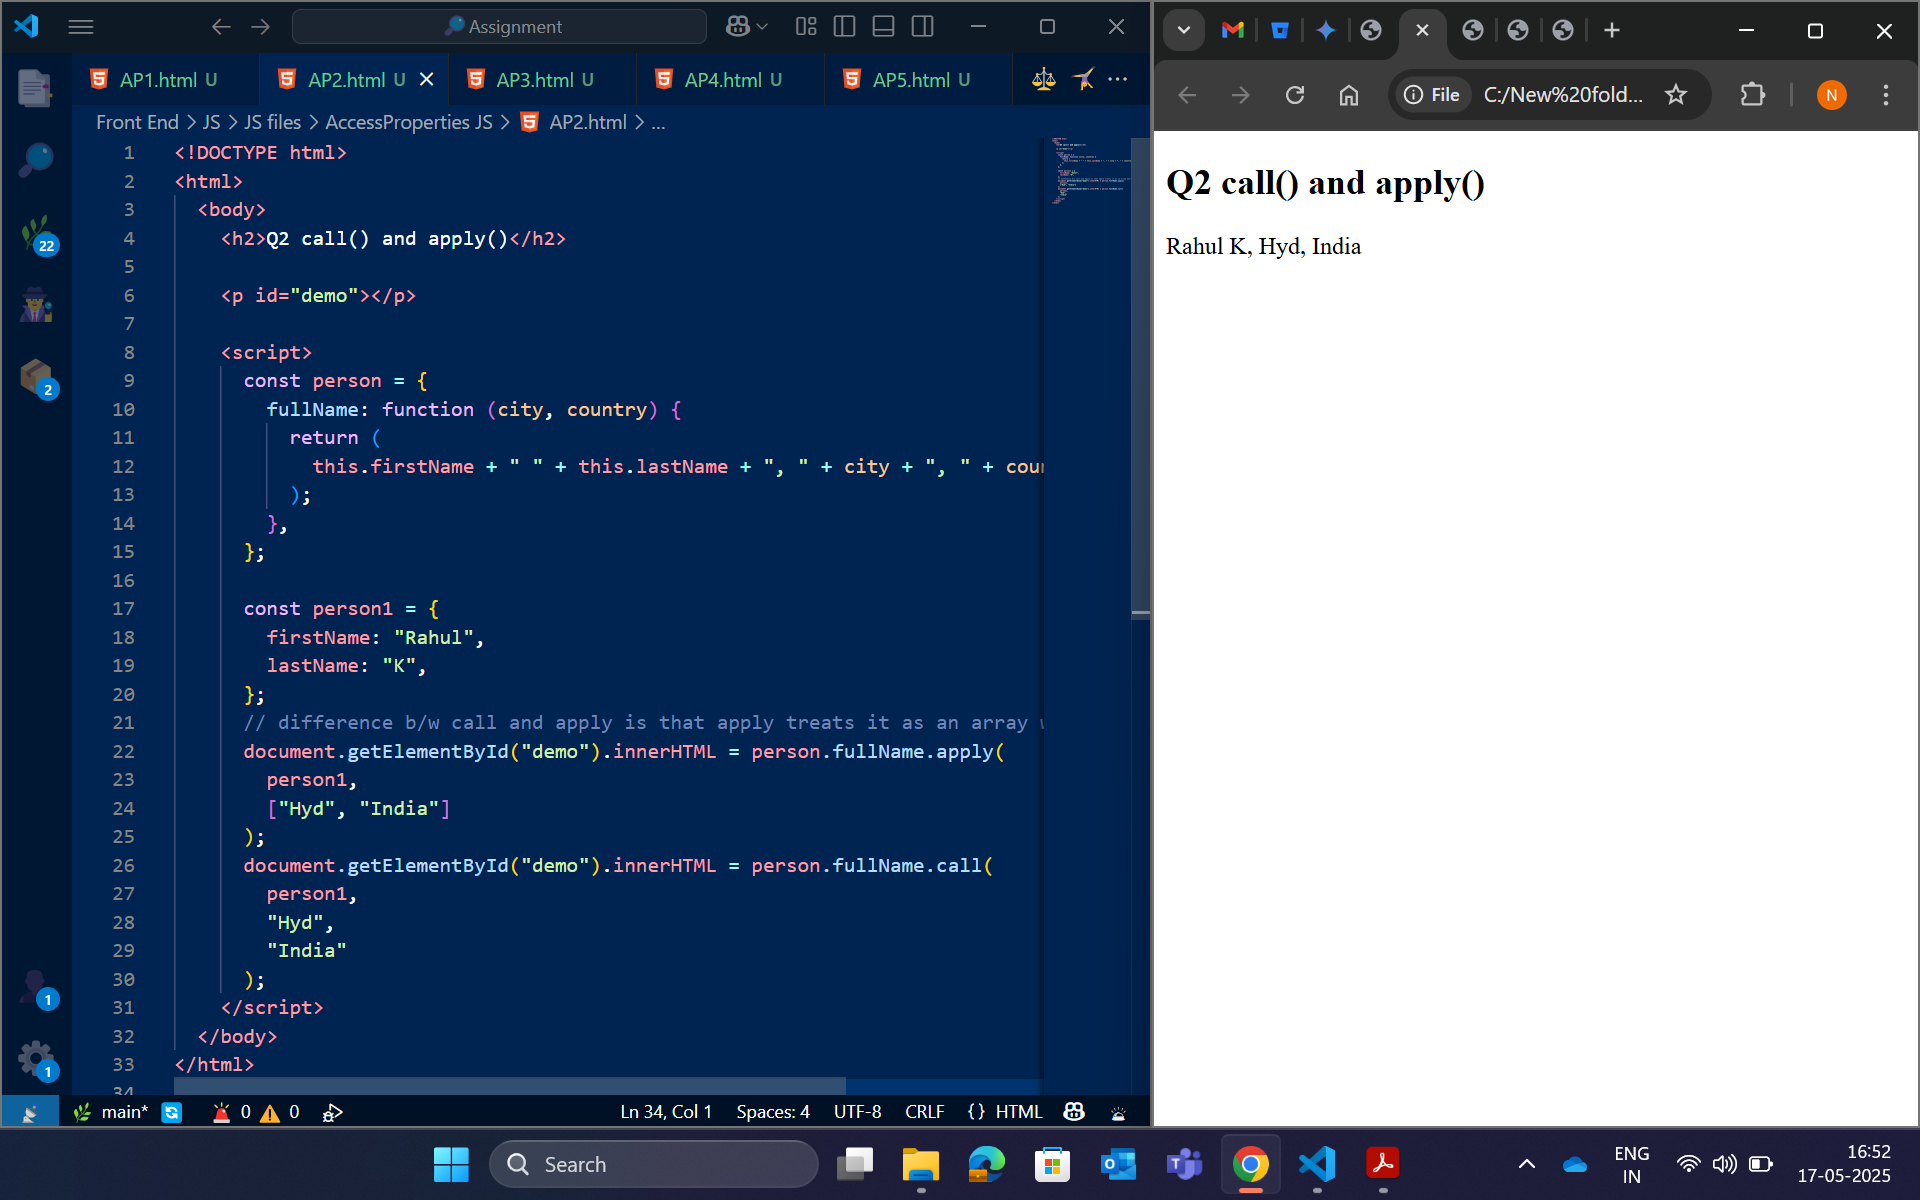 Assignment
AP1.html U
AP2.html U
AP3.html U
AP4.html U
AP5.html U
Front End > JS > JS files > AccessProperties JS > AP2.html > ...
1 <!DOCTYPE html>
2 <html>
3 <body>
4 <h2>Q2 call() and apply()</h2>
5
6 <p id="demo"></p>
7
8 <script>
9 const person = {
10 fullName: function (city, country) {
11 return (
12 this.firstName + " " + this.lastName + ", " + city + ", " + cou
13 );
14 },
15 };
16
17 const person1 = {
18 firstName: "Rahul",
19 lastName: "K",
20 };
21 // difference b/w call and apply is that apply treats it as an array
22 document.getElementById("demo").innerHTML = person.fullName.apply(
23 person1,
24 ["Hyd", "India"]
25 );
26 document.getElementById("demo").innerHTML = person.fullName.call(
27 person1,
28 "Hyd",
29 "India"
30 );
31 </script>
32 </body>
33 </html>
34
22
2
1
1
main* 0 0 Ln 34, Col 1 Spaces: 4 UTF-8 CRLF {} HTML
File C:/New%20fold... N
Q2 call() and apply()
Rahul K, Hyd, India
Search
ENG
IN
16:52
17-05-2025